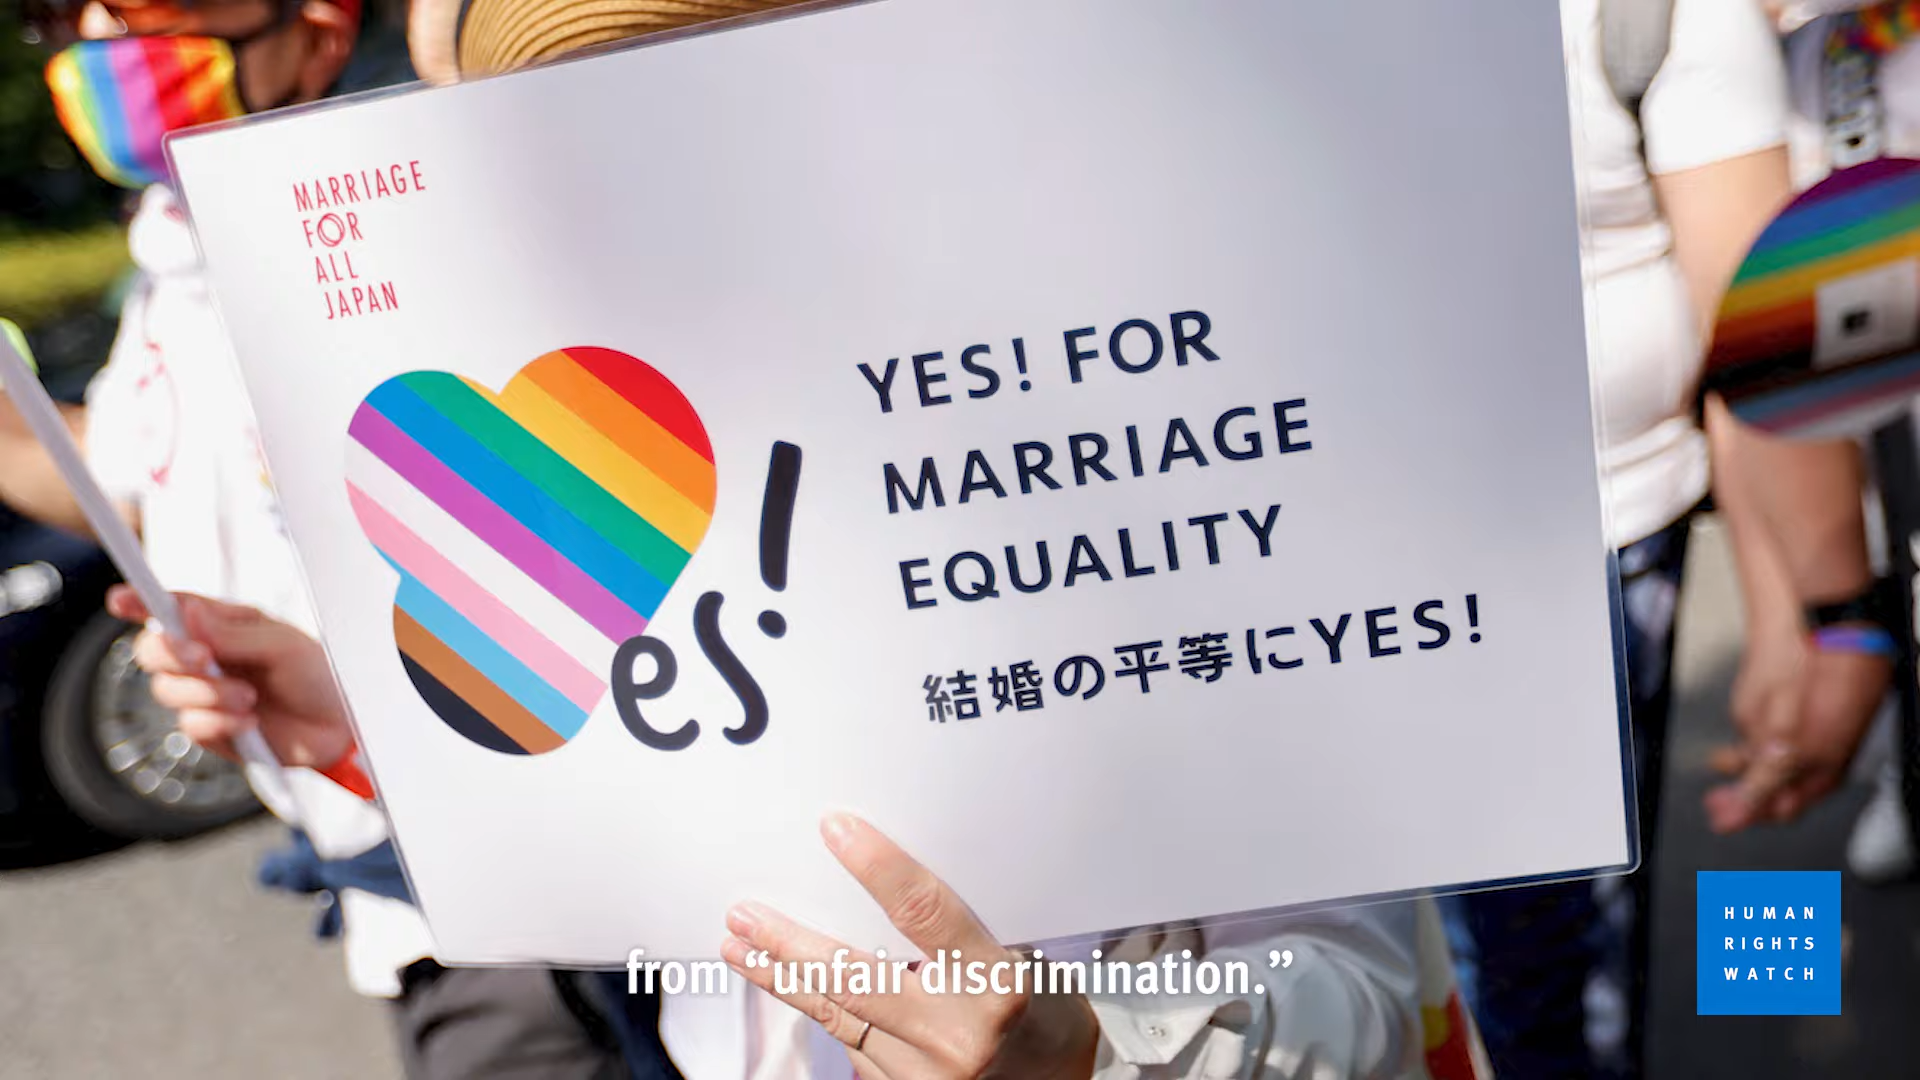 MARRIAGE
FOR
ALL
JAPAN
es!
YES! FOR
MARRIAGE
EQUALITY
結婚の平等にYES!
from “unfair discrimination.”
HUMAN
RIGHTS
WATCH